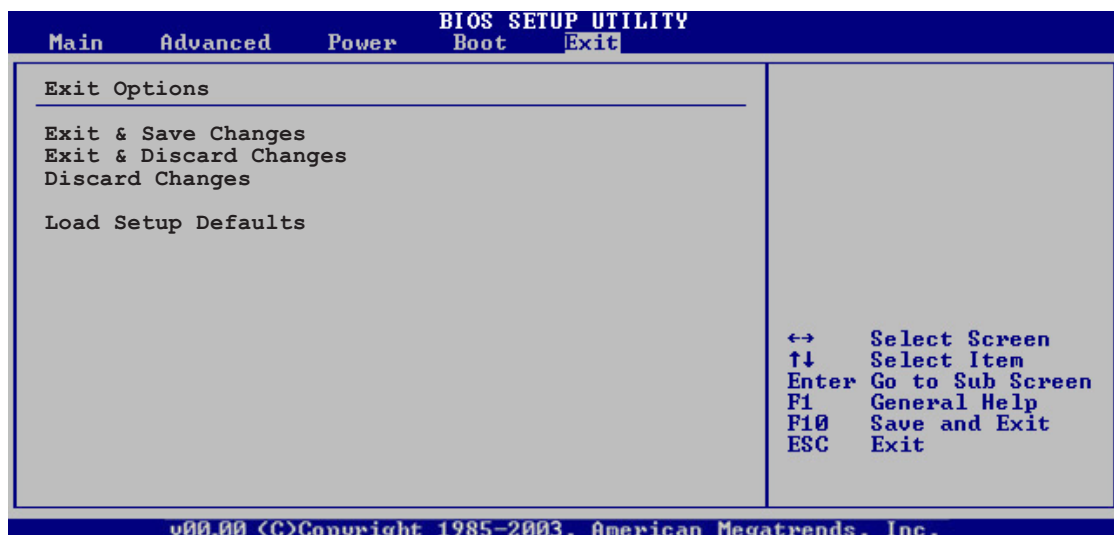 BIOS SETUP UTILITY
Main Advanced Power Boot Exit
Exit Options
Exit & Save Changes
Exit & Discard Changes
Discard Changes
Load Setup Defaults
←→ Select Screen
↑↓ Select Item
Enter Go to Sub Screen
F1 General Help
F10 Save and Exit
ESC Exit
v00.00 (C)Copyright 1985-2003, American Megatrends, Inc.